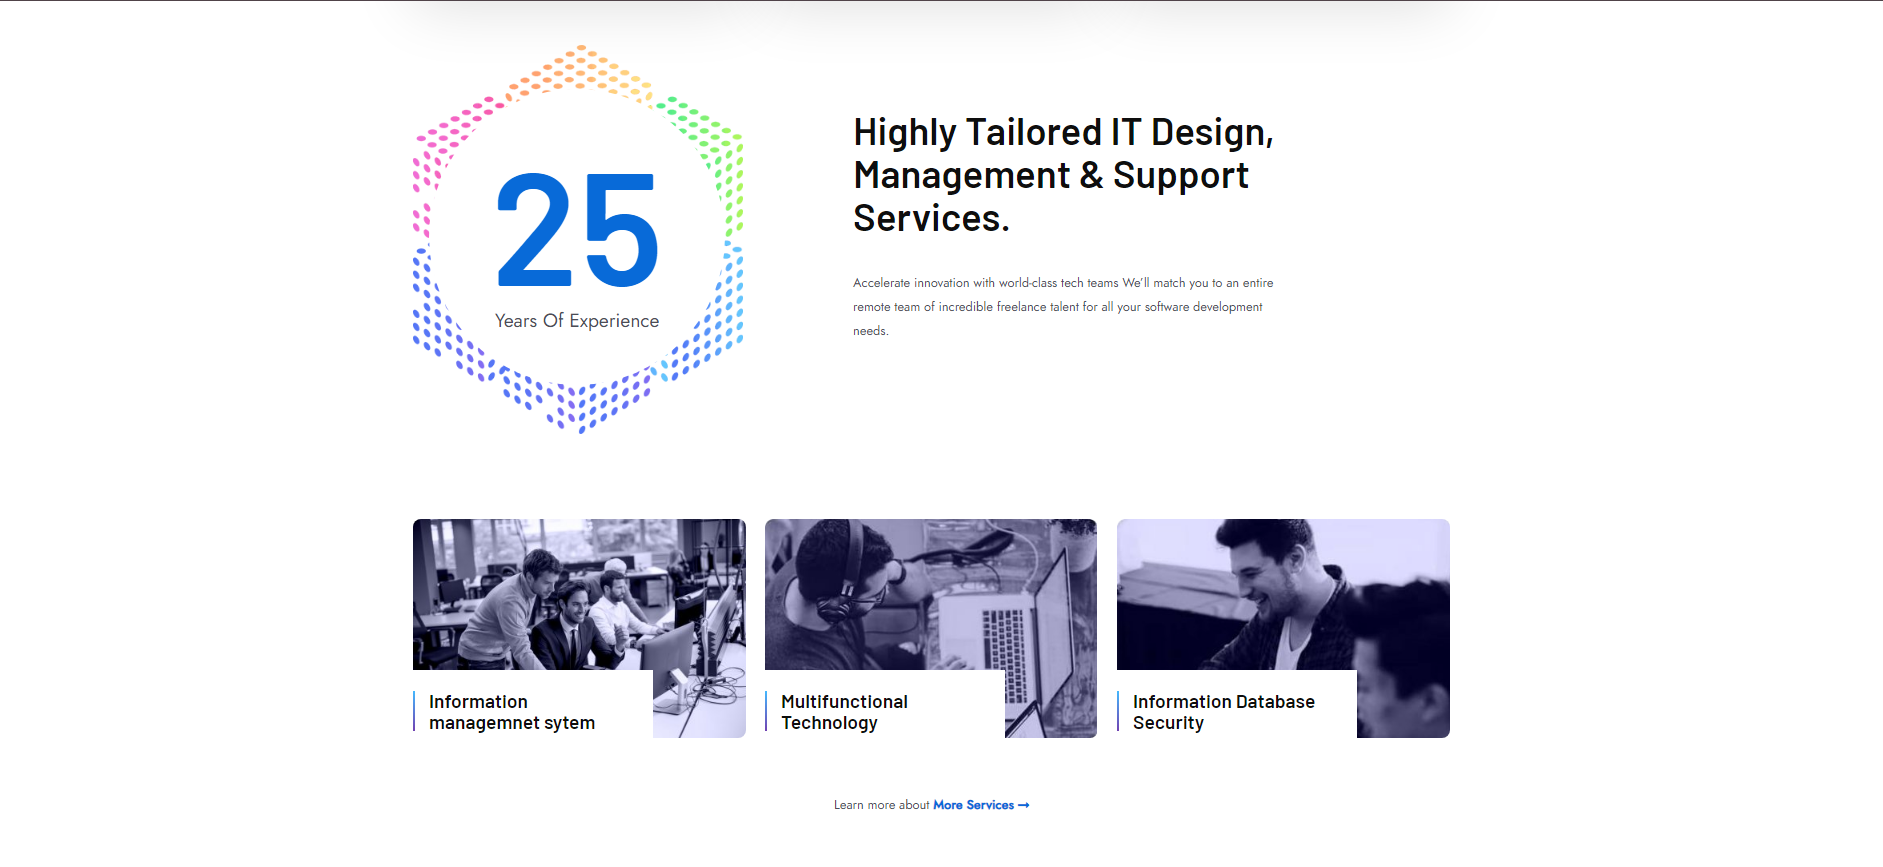 25
Years Of Experience
Highly Tailored IT Design,
Management & Support
Services.
Accelerate innovation with world-class tech teams We'll match you to an entire
remote team of incredible freelance talent for all your software development
needs.
Information
managemnet sytem
Multifunctional
Technology
Information Database
Security
Learn more about More Services →